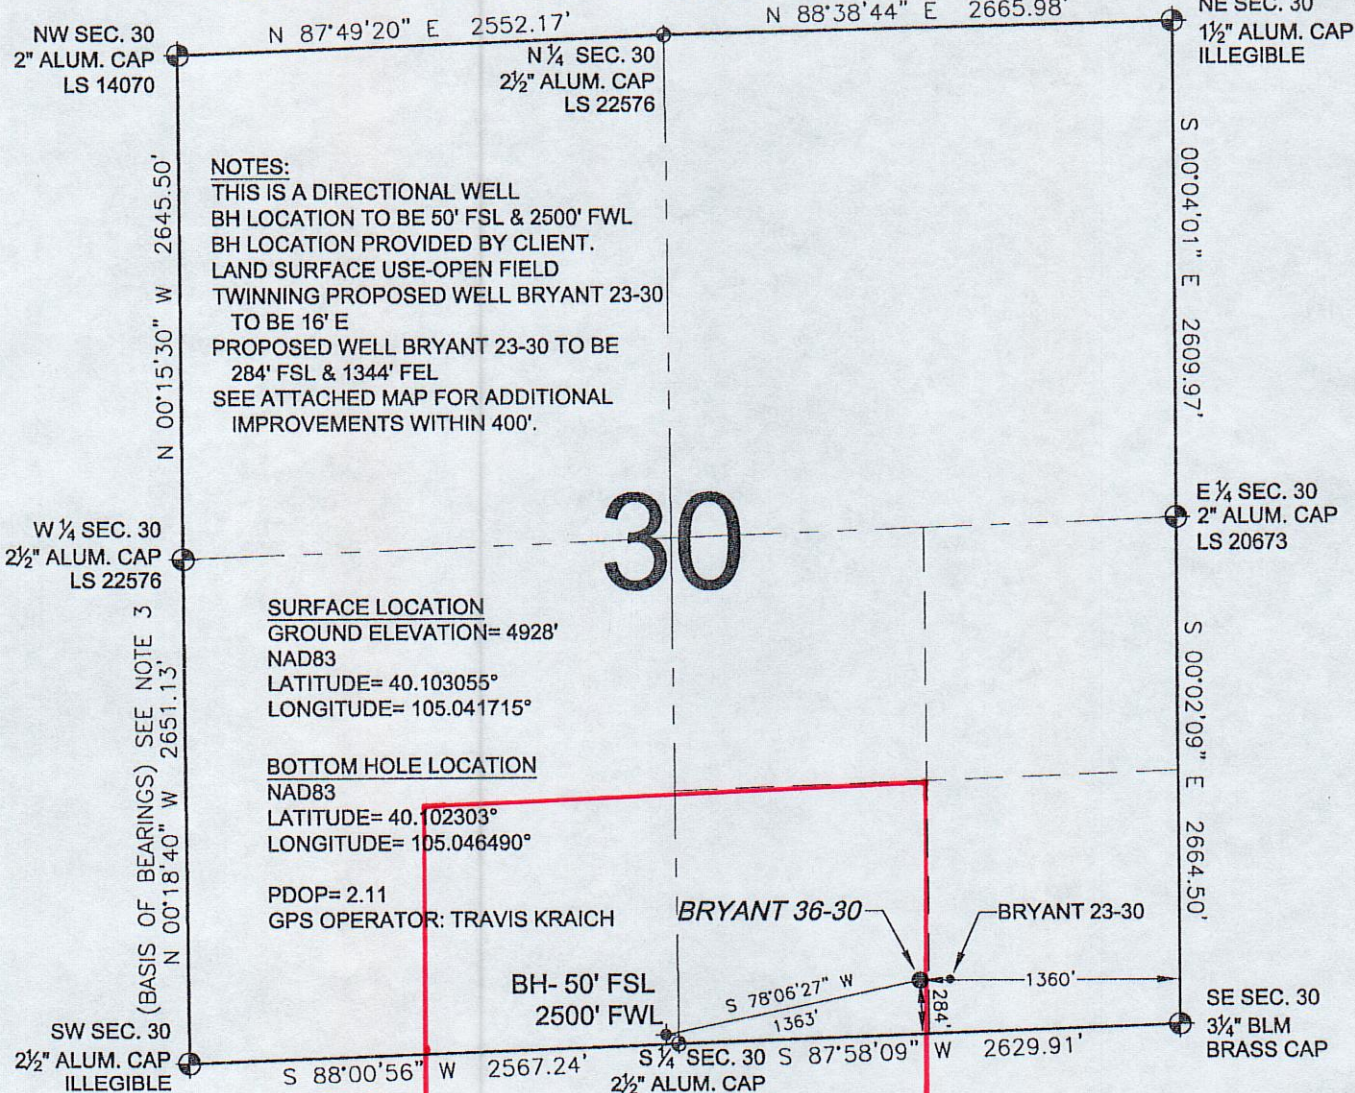 N 87°49'20" E 2552.17'
N 88°38'44" E 2665.98'
NE SEC. 30
1½" ALUM. CAP
ILLEGIBLE
NW SEC. 30
2" ALUM. CAP
LS 14070
N ¼ SEC. 30
2½" ALUM. CAP
LS 22576
N 00°15'30" W 2645.50'
S 00°04'01" E 2609.97'
NOTES:
THIS IS A DIRECTIONAL WELL
BH LOCATION TO BE 50' FSL & 2500' FWL
BH LOCATION PROVIDED BY CLIENT.
LAND SURFACE USE-OPEN FIELD
TWINNING PROPOSED WELL BRYANT 23-30
TO BE 16' E
PROPOSED WELL BRYANT 23-30 TO BE
284' FSL & 1344' FEL
SEE ATTACHED MAP FOR ADDITIONAL
IMPROVEMENTS WITHIN 400'.
30
W ¼ SEC. 30
2½" ALUM. CAP
LS 22576
E ¼ SEC. 30
2" ALUM. CAP
LS 20673
(BASIS OF BEARINGS) SEE NOTE 3
N 00°18'40" W 2651.13'
S 00°02'09" E 2664.50'
SURFACE LOCATION
GROUND ELEVATION= 4928'
NAD83
LATITUDE= 40.103055°
LONGITUDE= 105.041715°
BOTTOM HOLE LOCATION
NAD83
LATITUDE= 40.102303°
LONGITUDE= 105.046490°
PDOP= 2.11
GPS OPERATOR: TRAVIS KRAICH
BRYANT 36-30
BRYANT 23-30
1360'
284'
S 78°06'27" W
1363'
BH- 50' FSL
2500' FWL
SW SEC. 30
2½" ALUM. CAP
ILLEGIBLE
S 88°00'56" W 2567.24'
S ¼ SEC. 30
2½" ALUM. CAP
S 87°58'09" W 2629.91'
SE SEC. 30
3¼" BLM
BRASS CAP